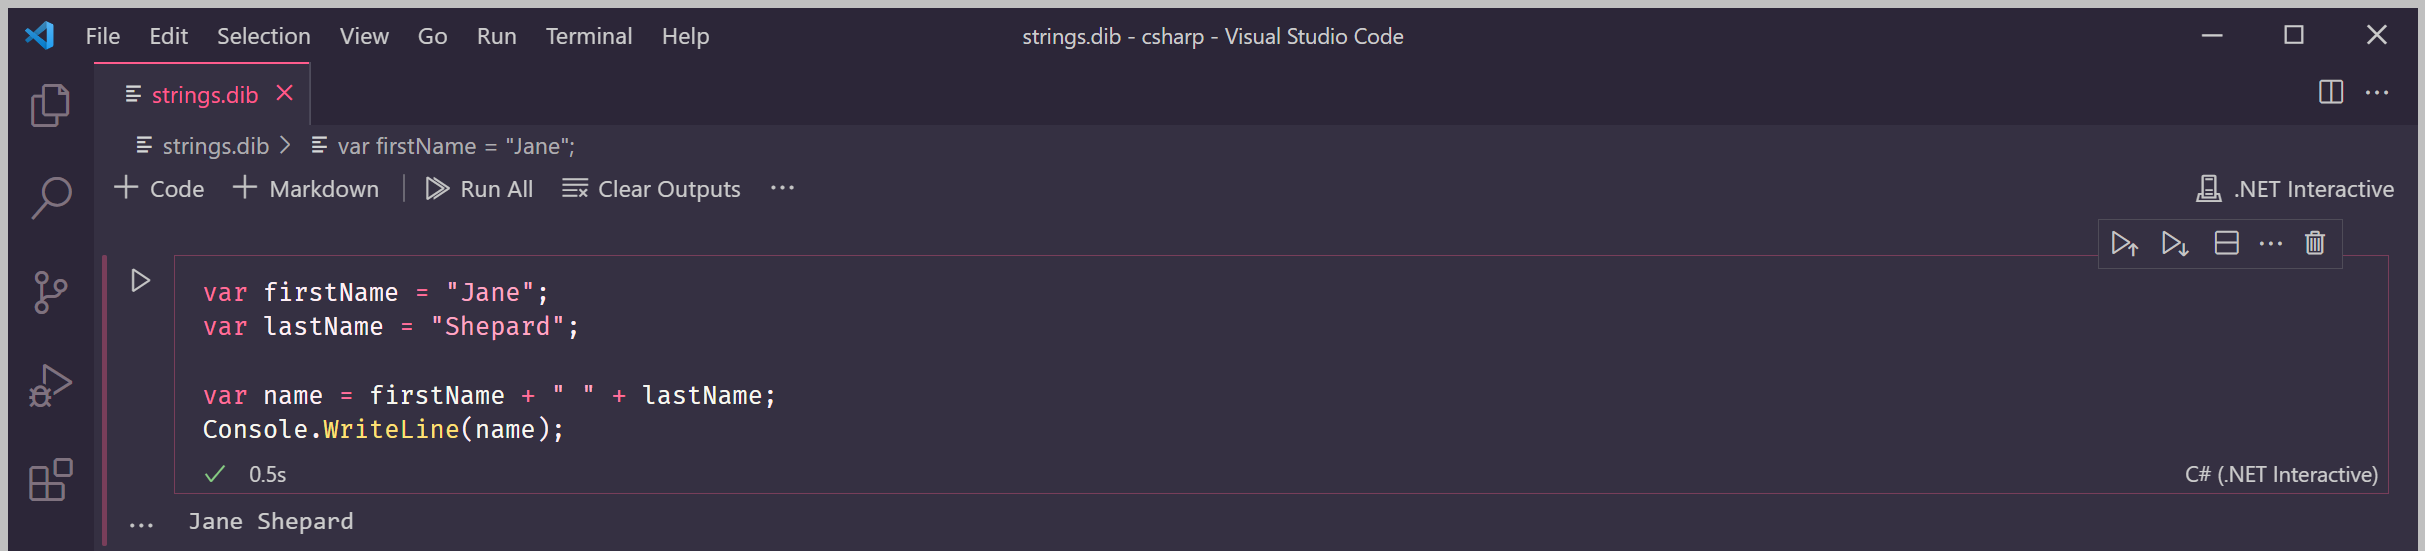 File Edit Selection View Go Run Terminal Help strings.dib - csharp - Visual Studio Code
strings.dib
strings.dib > var firstName = "Jane";
+ Code + Markdown Run All Clear Outputs ... .NET Interactive
var firstName = "Jane";
var lastName = "Shepard";
var name = firstName + " " + lastName;
Console.WriteLine(name);
0.5s C# (.NET Interactive)
... Jane Shepard